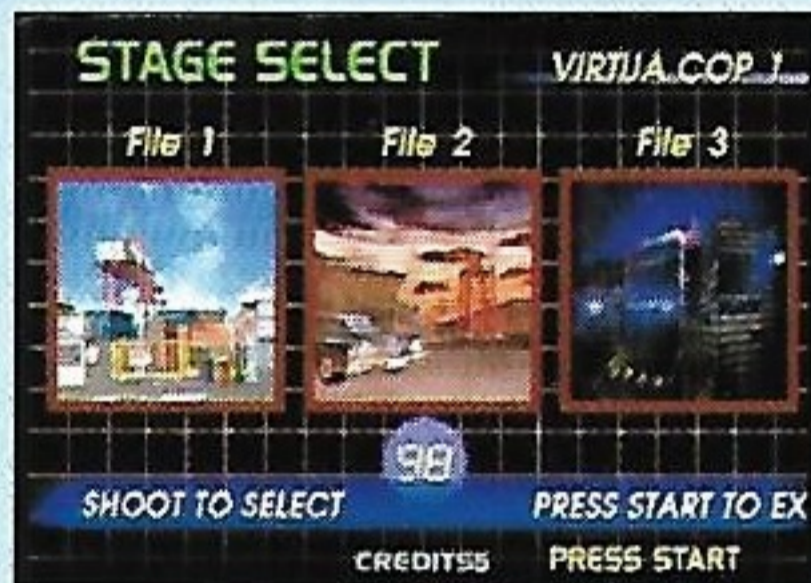 STAGE SELECT
VIRTUA COP 1
File 1
File 2
File 3
98
SHOOT TO SELECT
PRESS START TO EX
CREDITS5
PRESS START